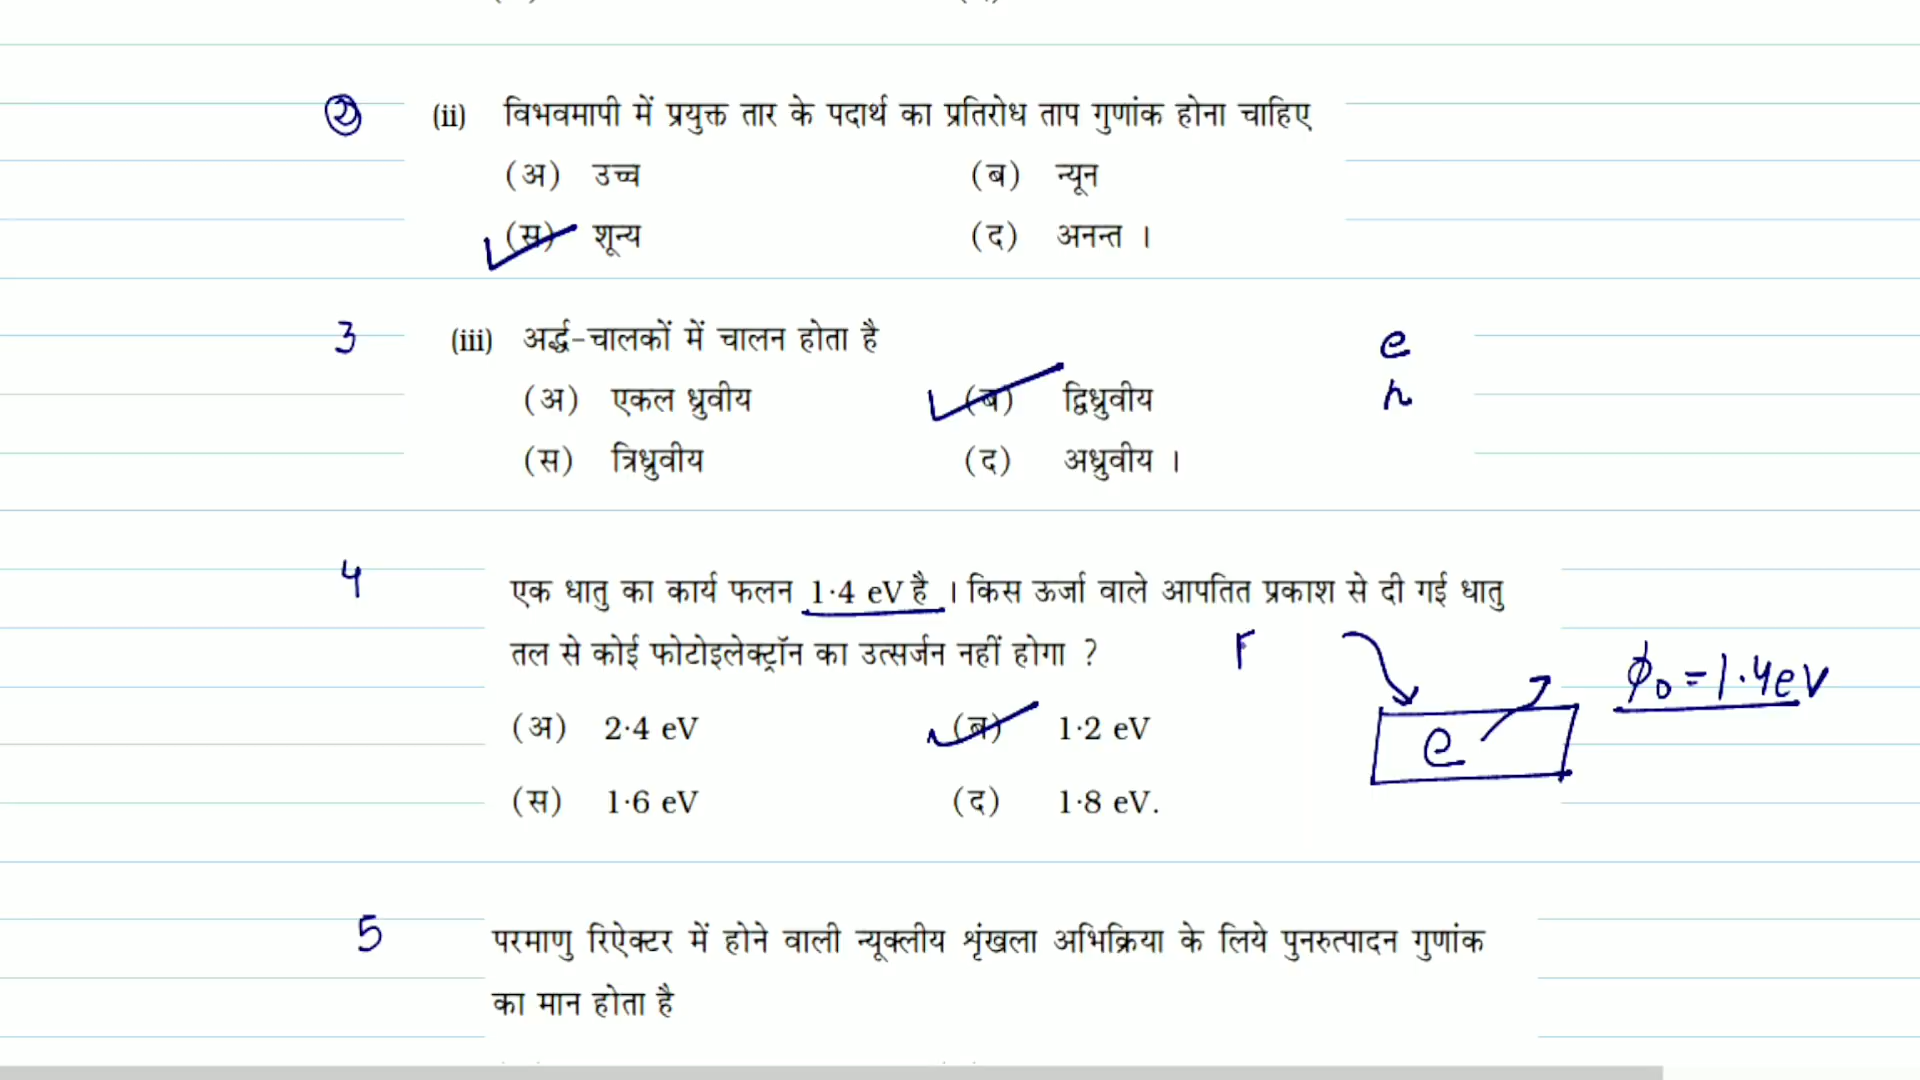 २ (ii) विभवमापी में प्रयुक्त तार के पदार्थ का प्रतिरोध ताप गुणांक होना चाहिए
(अ) उच्च (ब) न्यून
(स) शून्य (द) अनन्त ।
3 (iii) अर्द्ध-चालकों में चालन होता है e
(अ) एकल ध्रुवीय (ब) द्विध्रुवीय h
(स) त्रिध्रुवीय (द) अध्रुवीय ।
4 एक धातु का कार्य फलन 1·4 eV है । किस ऊर्जा वाले आपतित प्रकाश से दी गई धातु
तल से कोई फोटोइलेक्ट्रॉन का उत्सर्जन नहीं होगा ? ϕ₀ = 1.4eV
(अ) 2·4 eV (ब) 1·2 eV e
(स) 1·6 eV (द) 1·8 eV.
5 परमाणु रिऐक्टर में होने वाली न्यूक्लीय शृंखला अभिक्रिया के लिये पुनरुत्पादन गुणांक
का मान होता है